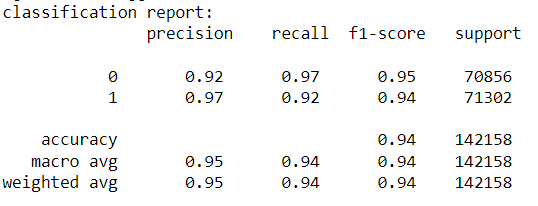 classification report:
precision recall f1-score support
0 0.92 0.97 0.95 70856
1 0.97 0.92 0.94 71302
accuracy 0.94 142158
macro avg 0.95 0.94 0.94 142158
weighted avg 0.95 0.94 0.94 142158